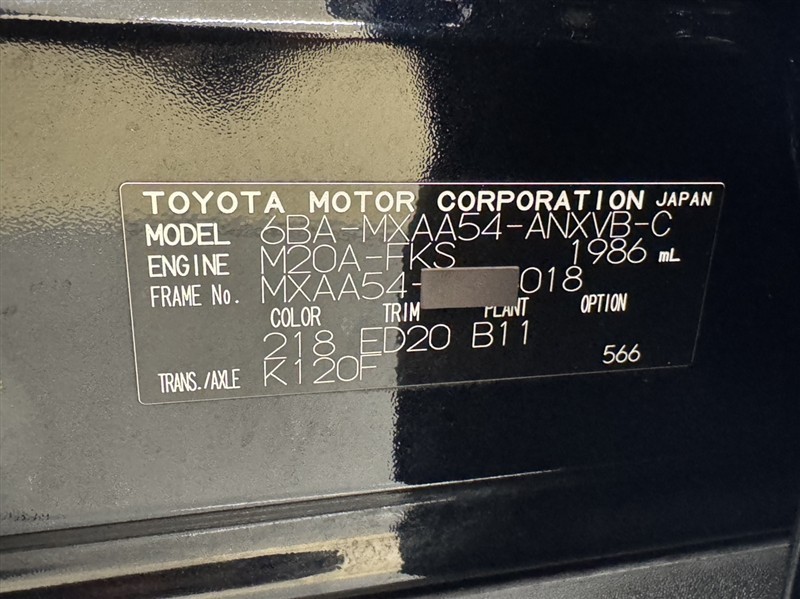 TOYOTA MOTOR CORPORATION JAPAN
MODEL 6BA-MXAA54-ANXVB-C
ENGINE M20A-FKS 1986 mL
FRAME No. MXAA54- 018
COLOR TRIM PLANT OPTION
218 ED20 B11
566
TRANS./AXLE K120F